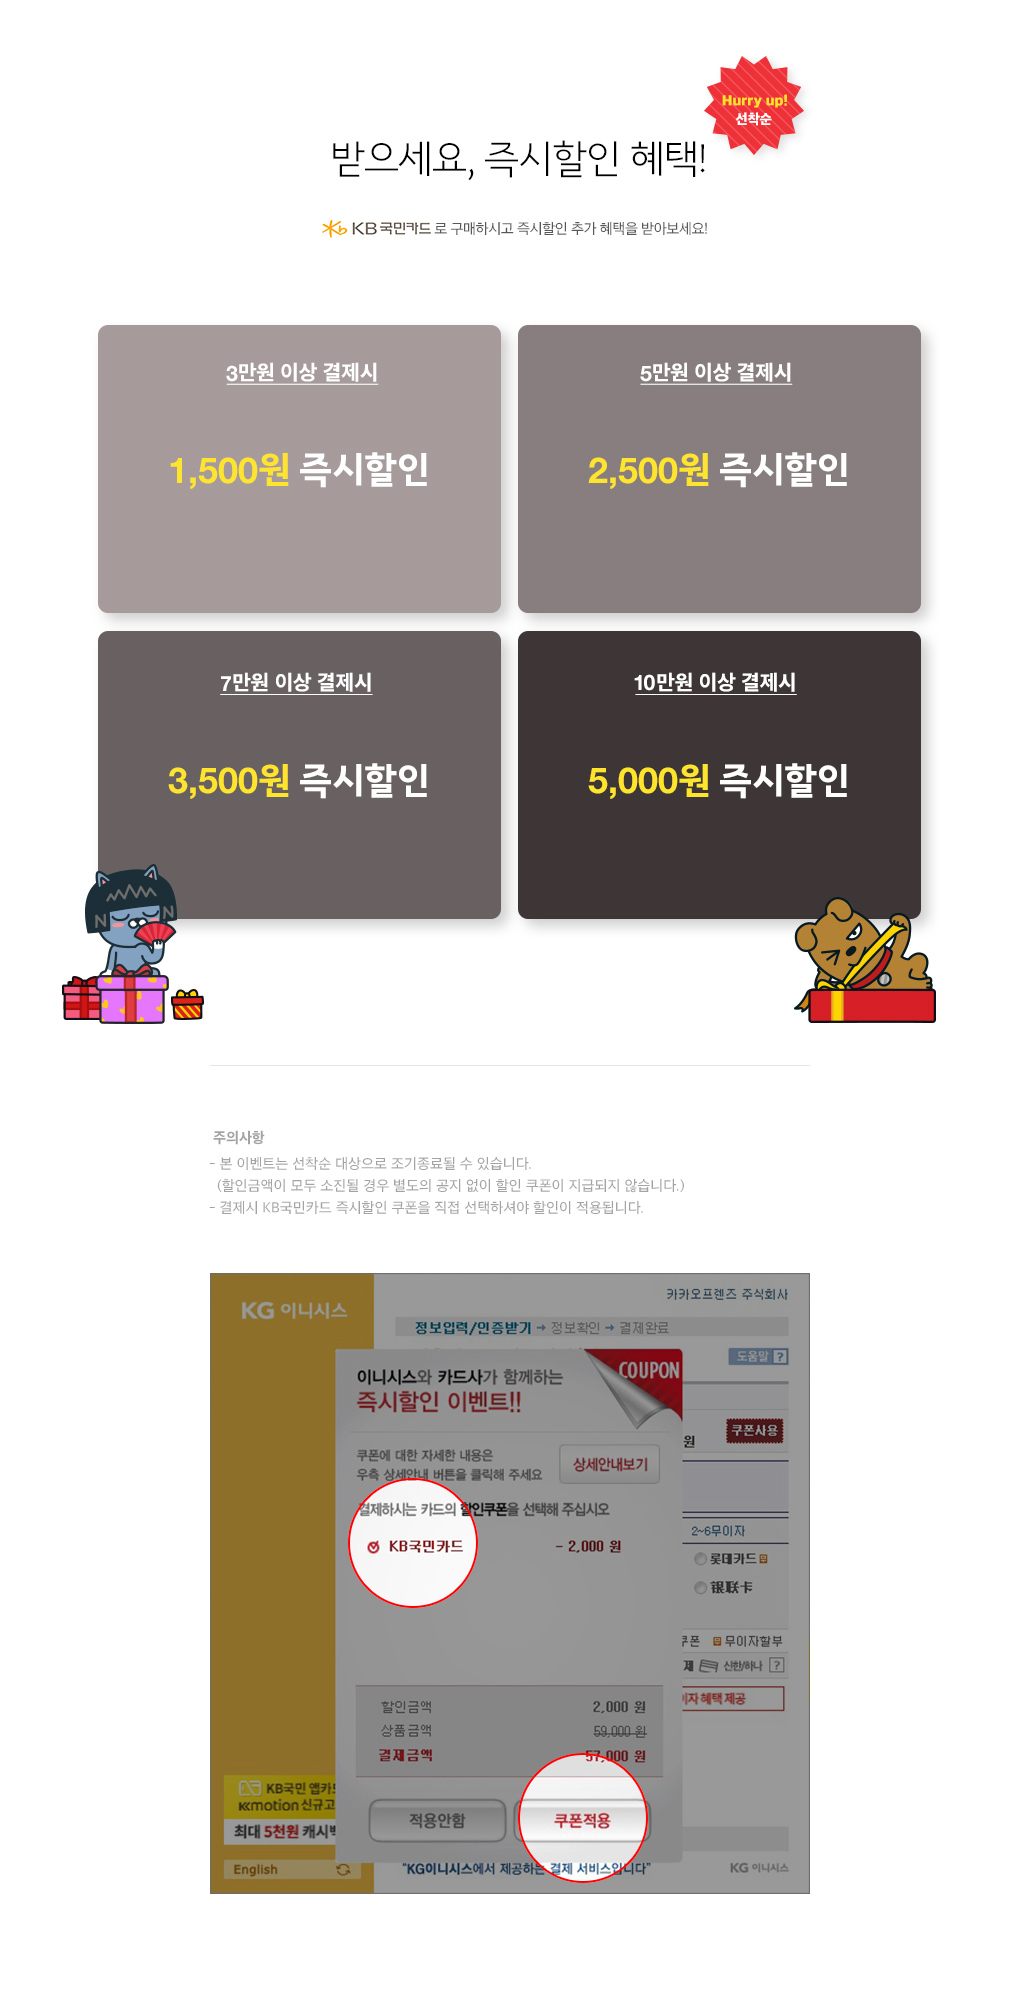 Hurry up!
선착순
받으세요, 즉시할인 혜택!
KB국민카드 로 구매하시고 즉시할인 추가 혜택을 받아보세요!
3만원 이상 결제시
1,500원 즉시할인
5만원 이상 결제시
2,500원 즉시할인
7만원 이상 결제시
3,500원 즉시할인
10만원 이상 결제시
5,000원 즉시할인
주의사항
- 본 이벤트는 선착순 대상으로 조기종료될 수 있습니다.
(할인금액이 모두 소진될 경우 별도의 공지 없이 할인 쿠폰이 지급되지 않습니다.)
- 결제시 KB국민카드 즉시할인 쿠폰을 직접 선택하셔야 할인이 적용됩니다.
KG 이니시스
카카오프렌즈 주식회사
정보입력/인증받기 → 정보확인 → 결제완료
도움말 ?
이니시스와 카드사가 함께하는
COUPON
즉시할인 이벤트!!
원
쿠폰사용
쿠폰에 대한 자세한 내용은
우측 상세안내 버튼을 클릭해 주세요
상세안내보기
결제하시는 카드의 할인쿠폰을 선택해 주십시오
2~6무이자
KB국민카드 - 2,000 원
롯데카드
银联卡
쿠폰 무이자할부
제 신한/하나 ?
이자 혜택 제공
할인금액 2,000 원
상품금액 59,000 원
결제금액 57,000 원
KB국민 앱카드
motion 신규고
최대 5천원 캐시백
적용안함
쿠폰적용
English
"KG이니시스에서 제공하는 결제 서비스입니다"
KG 이니시스